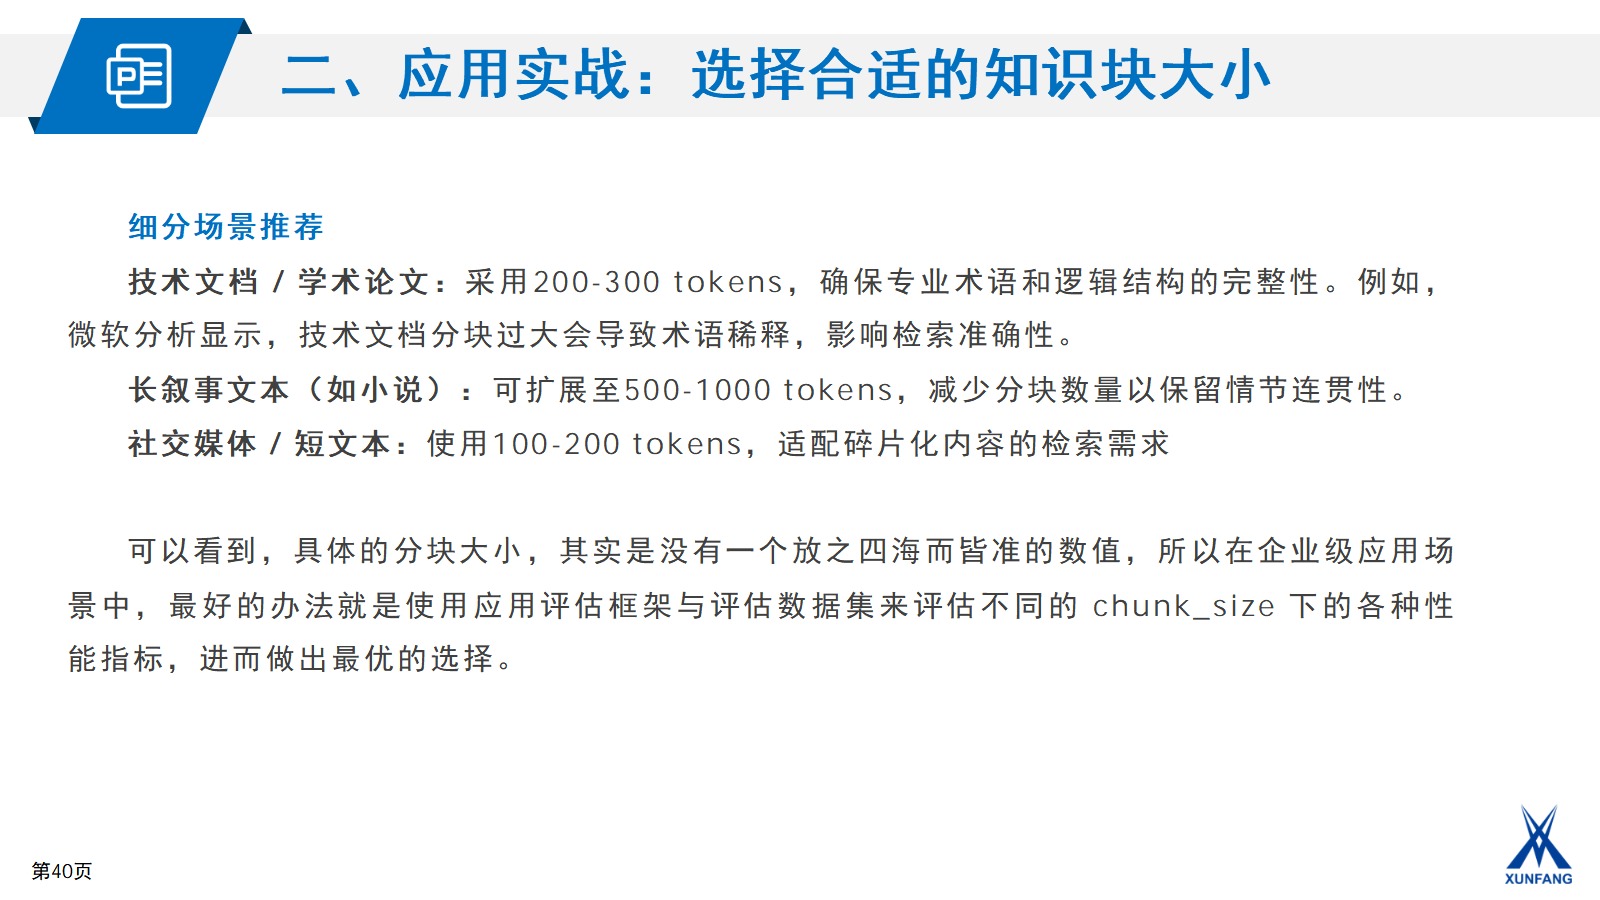 二、应用实战：选择合适的知识块大小
细分场景推荐
技术文档 / 学术论文：采用200-300 tokens，确保专业术语和逻辑结构的完整性。例如，
微软分析显示，技术文档分块过大会导致术语稀释，影响检索准确性。
长叙事文本（如小说）：可扩展至500-1000 tokens，减少分块数量以保留情节连贯性。
社交媒体 / 短文本：使用100-200 tokens，适配碎片化内容的检索需求
可以看到，具体的分块大小，其实是没有一个放之四海而皆准的数值，所以在企业级应用场
景中，最好的办法就是使用应用评估框架与评估数据集来评估不同的 chunk_size 下的各种性
能指标，进而做出最优的选择。
第40页
XUNFANG